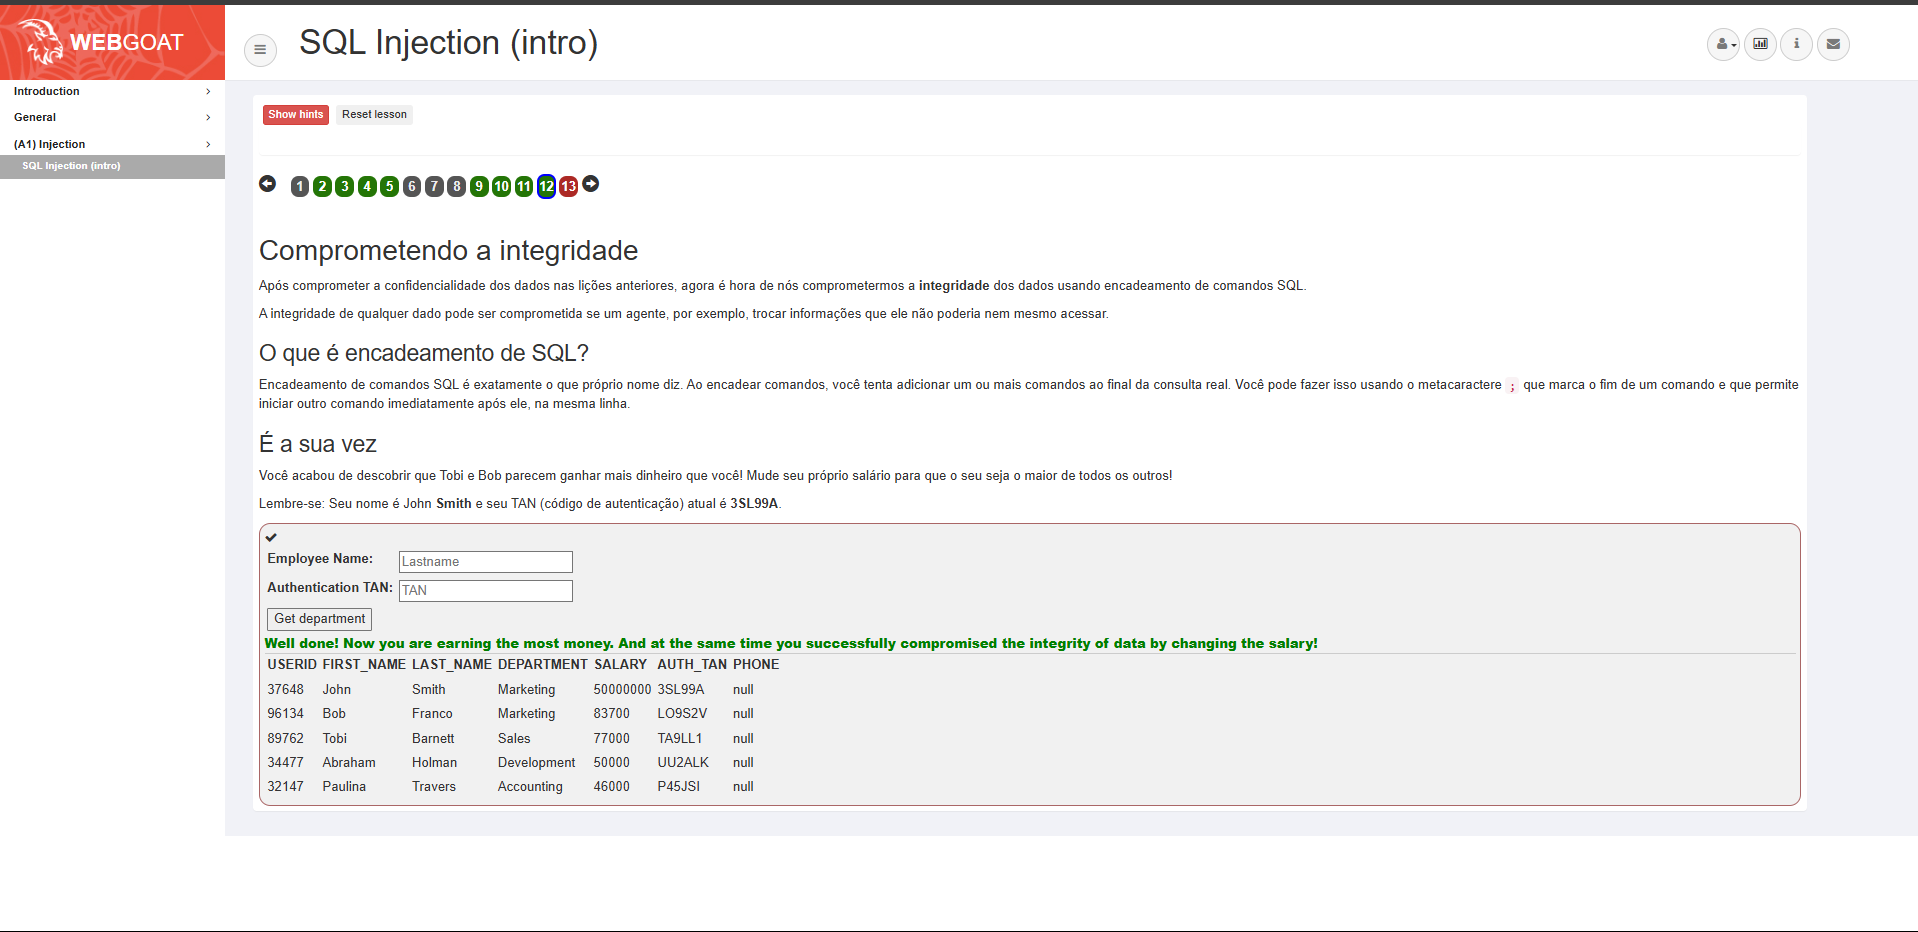 WEBGOAT
SQL Injection (intro)
Introduction
General
(A1) Injection
SQL Injection (intro)
Show hints Reset lesson
1 2 3 4 5 6 7 8 9 10 11 12 13
Comprometendo a integridade
Após comprometer a confidencialidade dos dados nas lições anteriores, agora é hora de nós comprometermos a integridade dos dados usando encadeamento de comandos SQL.
A integridade de qualquer dado pode ser comprometida se um agente, por exemplo, trocar informações que ele não poderia nem mesmo acessar.
O que é encadeamento de SQL?
Encadeamento de comandos SQL é exatamente o que próprio nome diz. Ao encadear comandos, você tenta adicionar um ou mais comandos ao final da consulta real. Você pode fazer isso usando o metacaractere ; que marca o fim de um comando e que permite
iniciar outro comando imediatamente após ele, na mesma linha.
É a sua vez
Você acabou de descobrir que Tobi e Bob parecem ganhar mais dinheiro que você! Mude seu próprio salário para que o seu seja o maior de todos os outros!
Lembre-se: Seu nome é John Smith e seu TAN (código de autenticação) atual é 3SL99A.
Employee Name: Lastname
Authentication TAN: TAN
Get department
Well done! Now you are earning the most money. And at the same time you successfully compromised the integrity of data by changing the salary!
USERID FIRST_NAME LAST_NAME DEPARTMENT SALARY AUTH_TAN PHONE
37648 John Smith Marketing 50000000 3SL99A null
96134 Bob Franco Marketing 83700 LO9S2V null
89762 Tobi Barnett Sales 77000 TA9LL1 null
34477 Abraham Holman Development 50000 UU2ALK null
32147 Paulina Travers Accounting 46000 P45JSI null